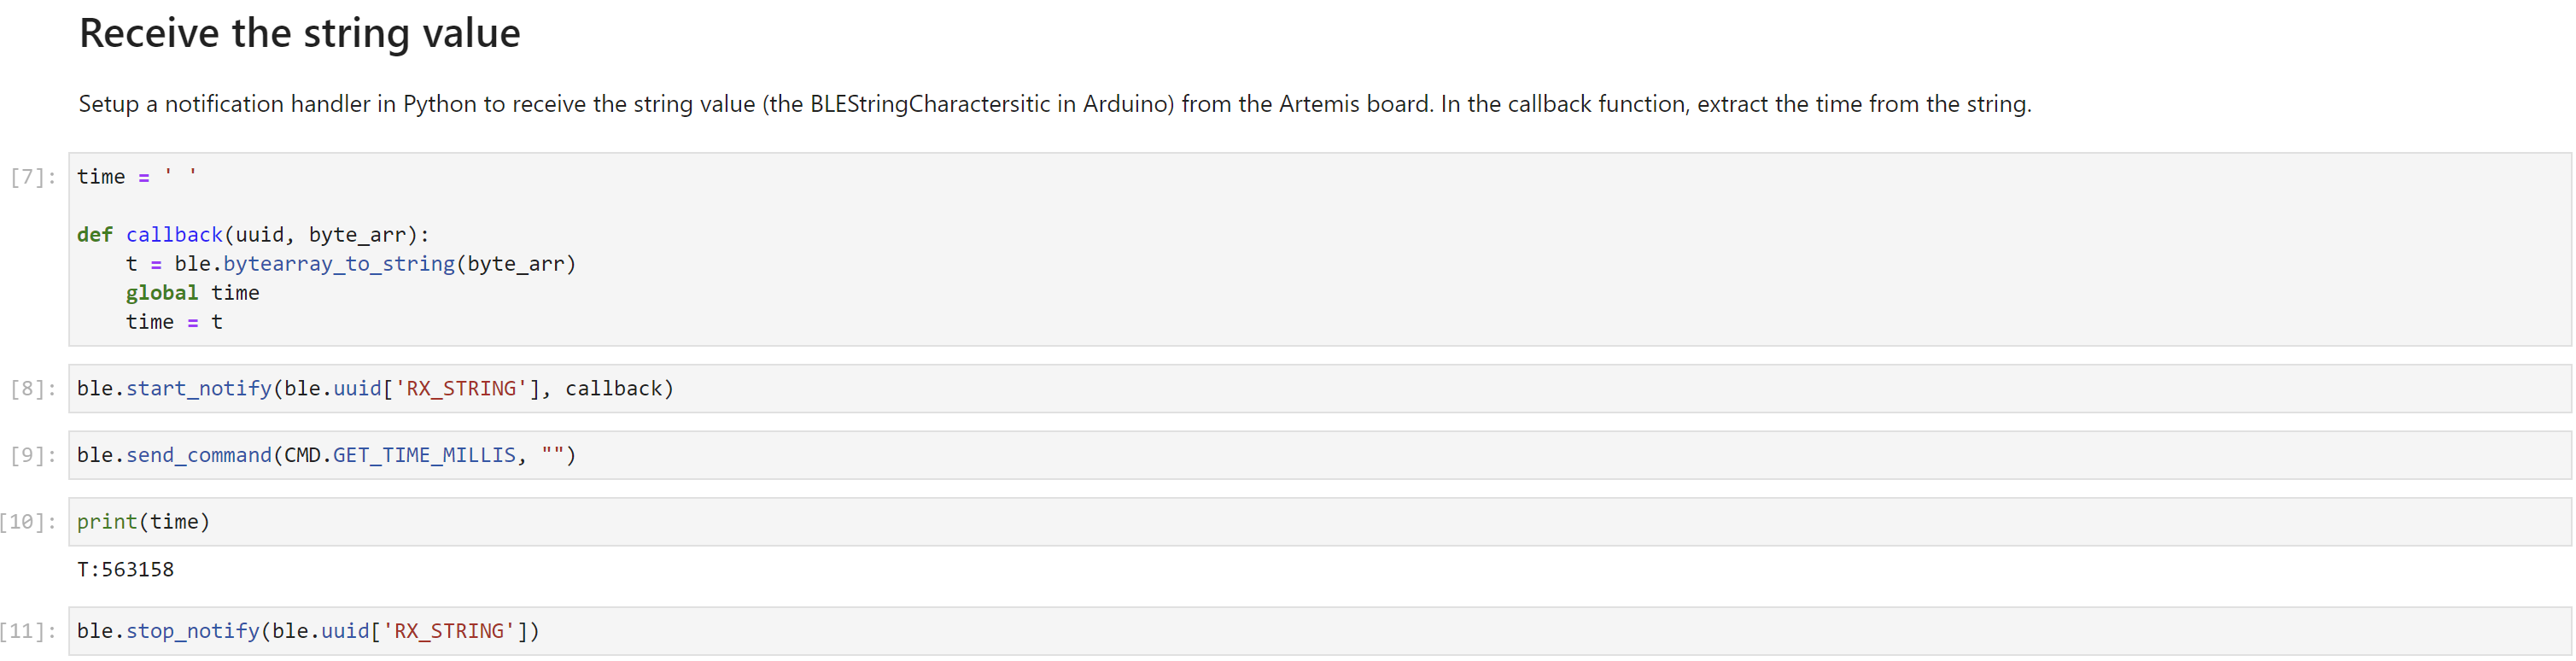 Receive the string value
Setup a notification handler in Python to receive the string value (the BLEStringCharactersitic in Arduino) from the Artemis board. In the callback function, extract the time from the string.
[7]: time = ' '
def callback(uuid, byte_arr):
    t = ble.bytearray_to_string(byte_arr)
    global time
    time = t
[8]: ble.start_notify(ble.uuid['RX_STRING'], callback)
[9]: ble.send_command(CMD.GET_TIME_MILLIS, "")
[10]: print(time)
T:563158
[11]: ble.stop_notify(ble.uuid['RX_STRING'])